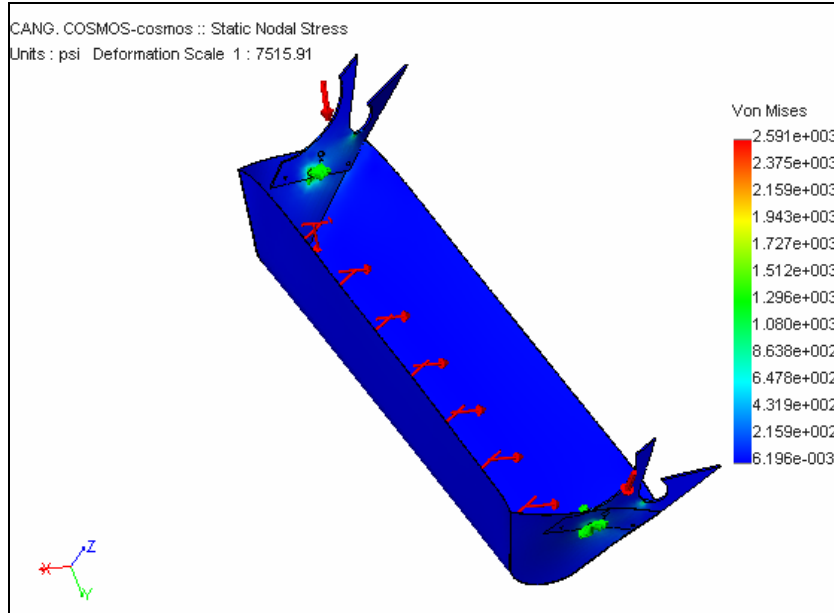 CANG. COSMOS-cosmos :: Static Nodal Stress
Units : psi Deformation Scale 1 : 7515.91
Von Mises
2.591e+003
2.375e+003
2.159e+003
1.943e+003
1.727e+003
1.512e+003
1.296e+003
1.080e+003
8.638e+002
6.478e+002
4.319e+002
2.159e+002
6.196e-003
Z
X
Y